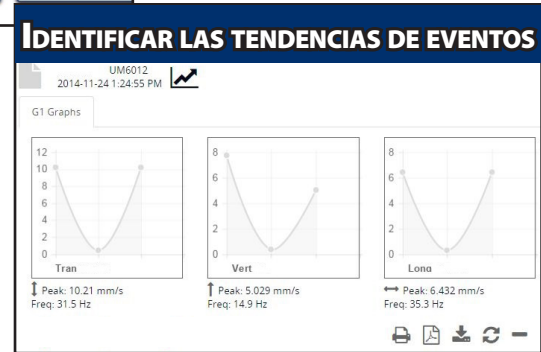 IDENTIFICAR LAS TENDENCIAS DE EVENTOS
UM6012
2014-11-24 1:24:55 PM
G1 Graphs
12
10
8
6
4
2
0
Tran
Peak: 10.21 mm/s
Freq: 31.5 Hz
8
6
4
2
0
Vert
Peak: 5.029 mm/s
Freq: 14.9 Hz
8
6
4
2
0
Long
Peak: 6.432 mm/s
Freq: 35.3 Hz